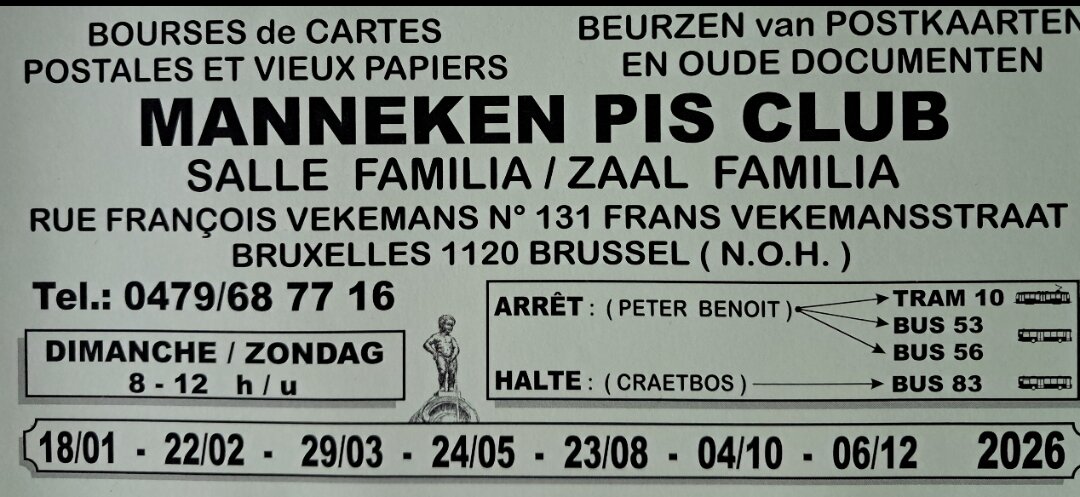 BOURSES de CARTES
POSTALES ET VIEUX PAPIERS
BEURZEN van POSTKAARTEN
EN OUDE DOCUMENTEN
MANNEKEN PIS CLUB
SALLE FAMILIA / ZAAL FAMILIA
RUE FRANÇOIS VEKEMANS N° 131 FRANS VEKEMANSSTRAAT
BRUXELLES 1120 BRUSSEL ( N.O.H. )
Tel.: 0479/68 77 16
DIMANCHE / ZONDAG
8 - 12 h / u
ARRÊT : ( PETER BENOIT )
TRAM 10
BUS 53
BUS 56
HALTE : ( CRAETBOS )
BUS 83
18/01 - 22/02 - 29/03 - 24/05 - 23/08 - 04/10 - 06/12 2026